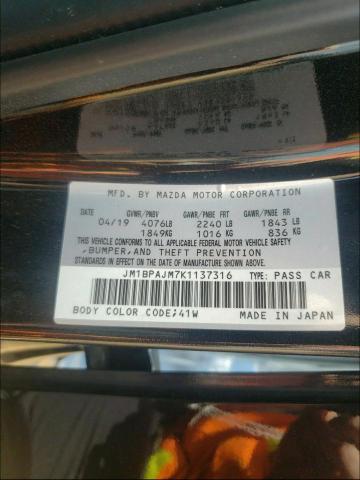 MFD. BY MAZDA MOTOR CORPORATION
GVWR/PNBV GAWR/PNBE FRT GAWR/PNBE RR
04/19 4076LB 2240 LB 1843 LB
1849KG 1016 KG 836 KG
THIS VEHICLE CONFORMS TO ALL APPLICABLE FEDERAL MOTOR VEHICLE SAFETY
,BUMPER,AND THEFT PREVENTION
STANDARDS IN EFFECT ON THE DATE OF MANUFACTURE SHOWN ABOVE.
JM1BPAJM7K1137316 TYPE: PASS CAR
BODY COLOR CODE;41W MADE IN JAPAN